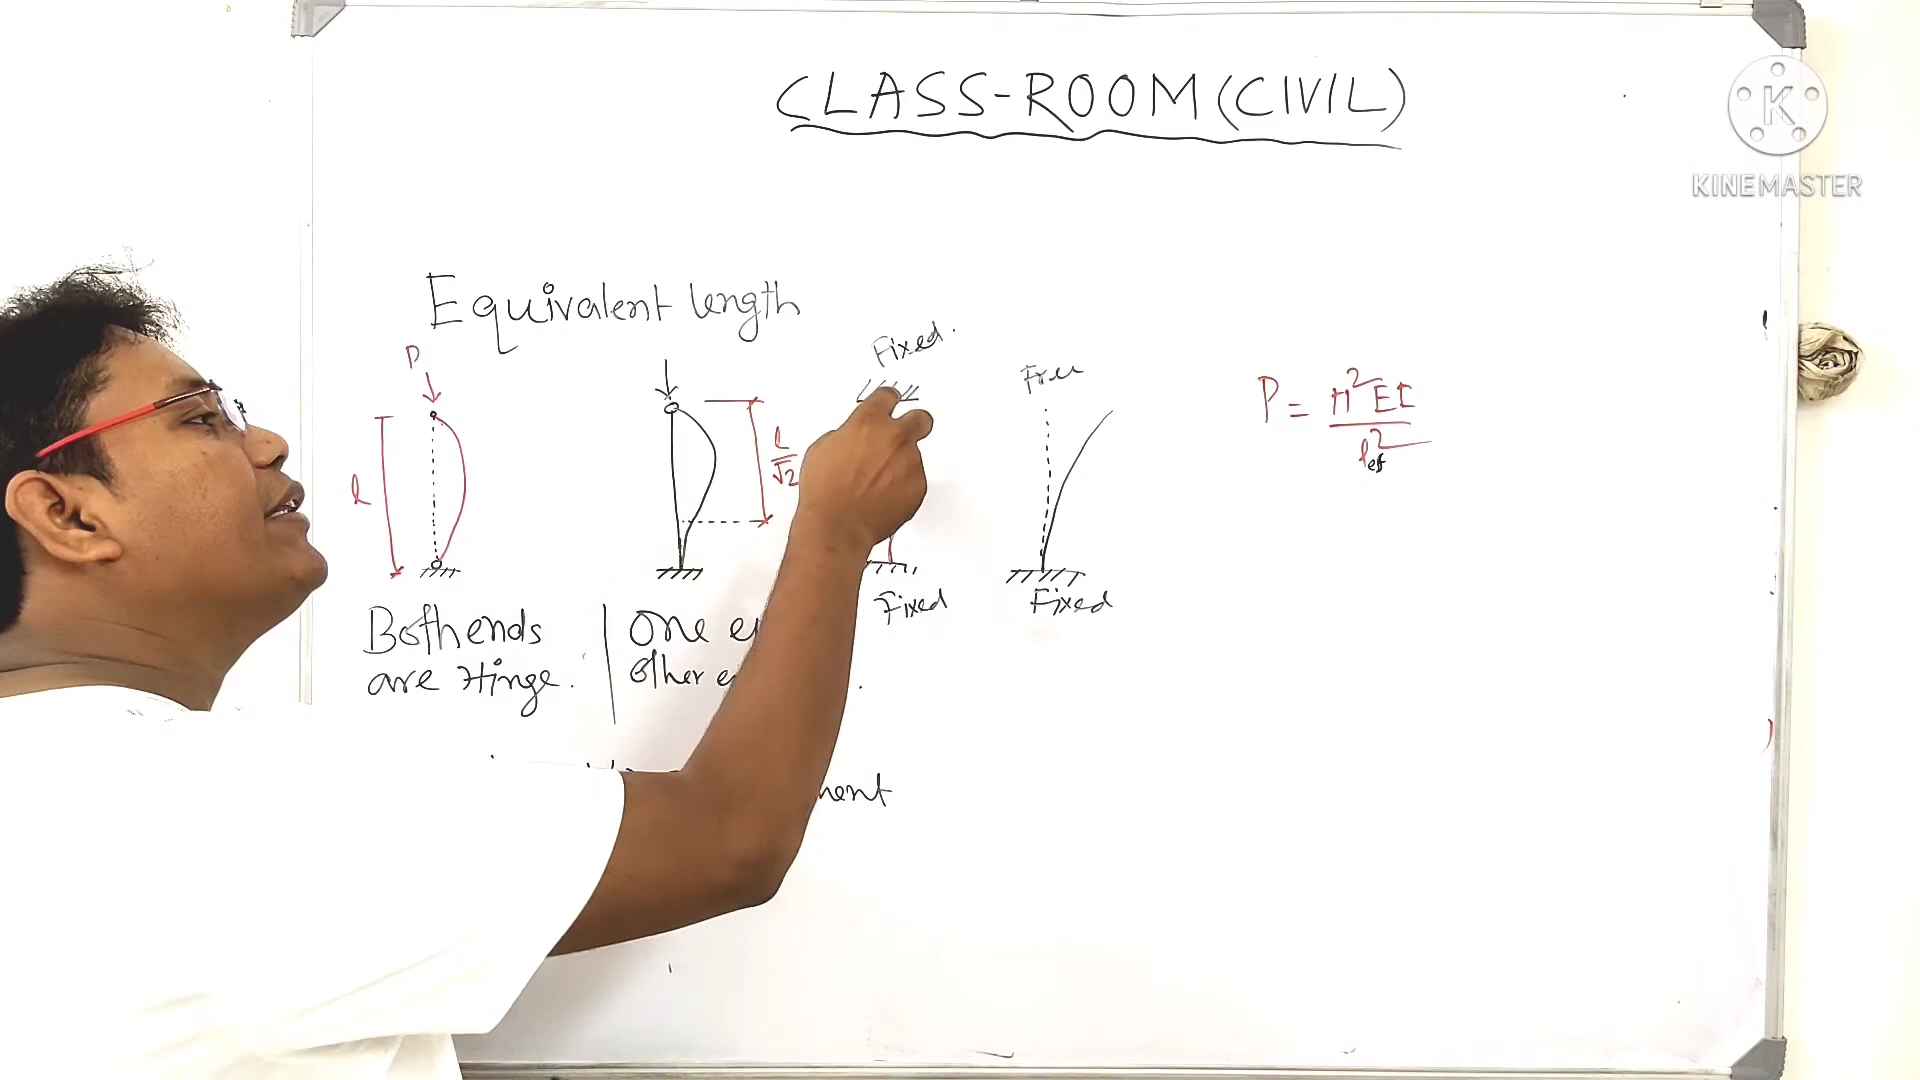 CLASS-ROOM (CIVIL)
KINEMASTER
Equivalent length
P
l
l/√2
Fixed.
Free
P = π²EI / l²ef
Fixed
Fixed
Both ends
are Hinge.
One
other